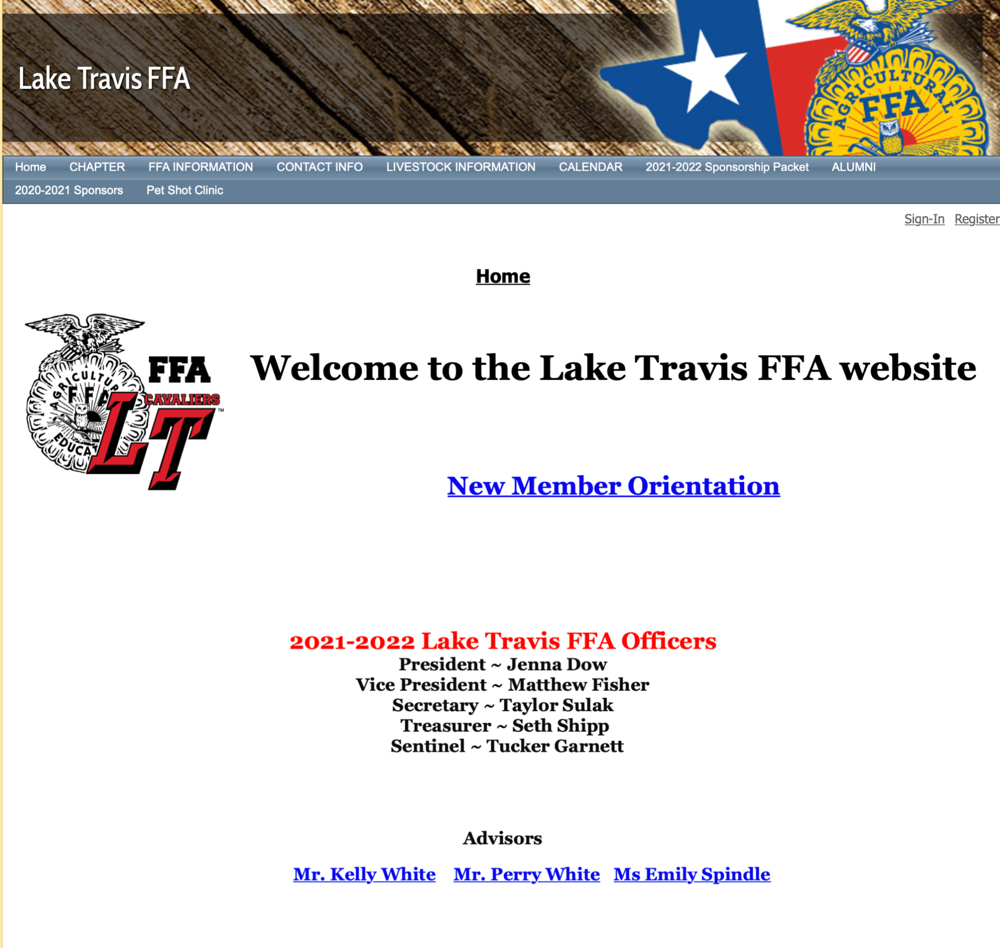 Lake Travis FFA
AGRICULTURAL
FFA
Home CHAPTER FFA INFORMATION CONTACT INFO LIVESTOCK INFORMATION CALENDAR 2021-2022 Sponsorship Packet ALUMNI
2020-2021 Sponsors Pet Shot Clinic
Sign-In Register
Home
FFA
CAVALIERS
LT
™
AGRICULTUR
FFA
EDUCAT
Welcome to the Lake Travis FFA website
New Member Orientation
2021-2022 Lake Travis FFA Officers
President ~ Jenna Dow
Vice President ~ Matthew Fisher
Secretary ~ Taylor Sulak
Treasurer ~ Seth Shipp
Sentinel ~ Tucker Garnett
Advisors
Mr. Kelly White Mr. Perry White Ms Emily Spindle